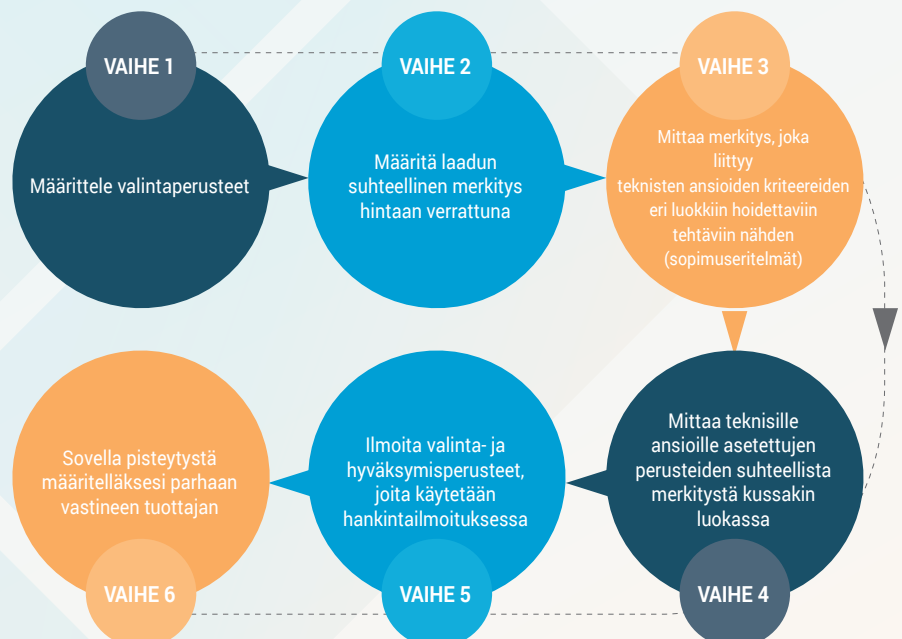 VAIHE 1
Määrittele valintaperusteet
VAIHE 2
Määritä laadun
suhteellinen merkitys
hintaan verrattuna
VAIHE 3
Mittaa merkitys, joka
liittyy
teknisten ansioiden kriteereiden
eri luokkiin hoidettaviin
tehtäviin nähden
(sopimuseritelmät)
Mittaa teknisille
ansioille asetettujen
perusteiden suhteellista
merkitystä kussakin
luokassa
VAIHE 4
Ilmoita valinta- ja
hyväksymisperusteet,
joita käytetään
hankintailmoituksessa
VAIHE 5
Sovella pisteytystä
määritelläksesi parhaan
vastineen tuottajan
VAIHE 6